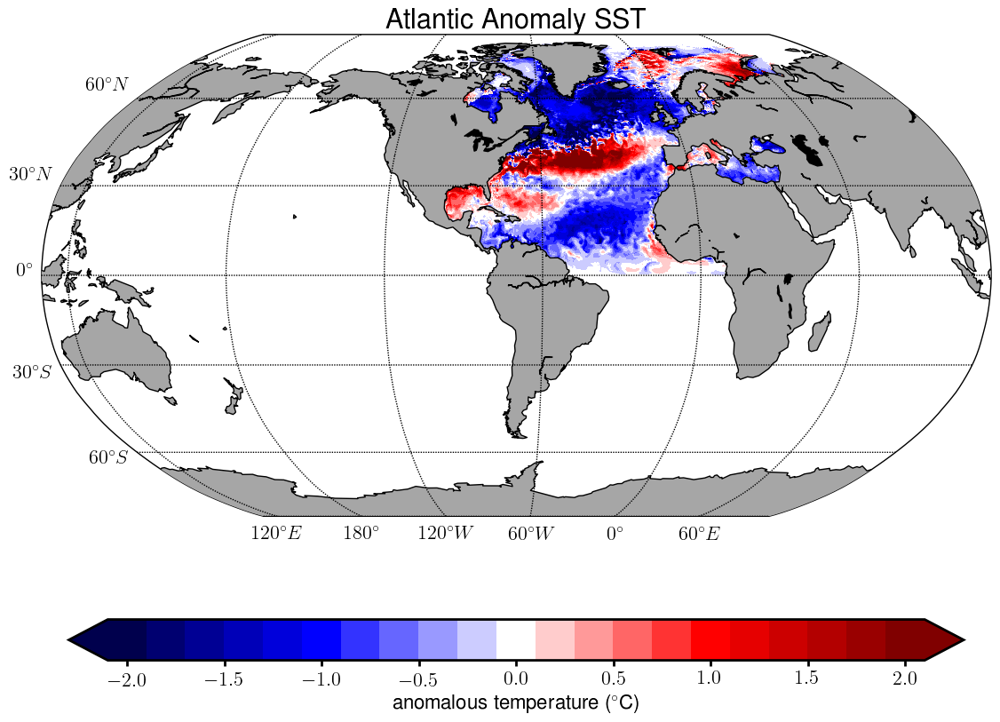 Atlantic Anomaly SST
60°N
30°N
0°
30°S
60°S
120°E 180° 120°W 60°W 0° 60°E
−2.0 −1.5 −1.0 −0.5 0.0 0.5 1.0 1.5 2.0
anomalous temperature (°C)